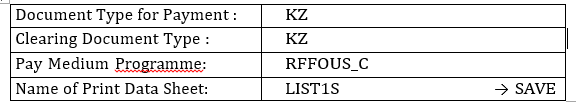 Document Type for Payment : KZ
Clearing Document Type : KZ
Pay Medium Programme: RFFOUS_C
Name of Print Data Sheet: LIST1S → SAVE